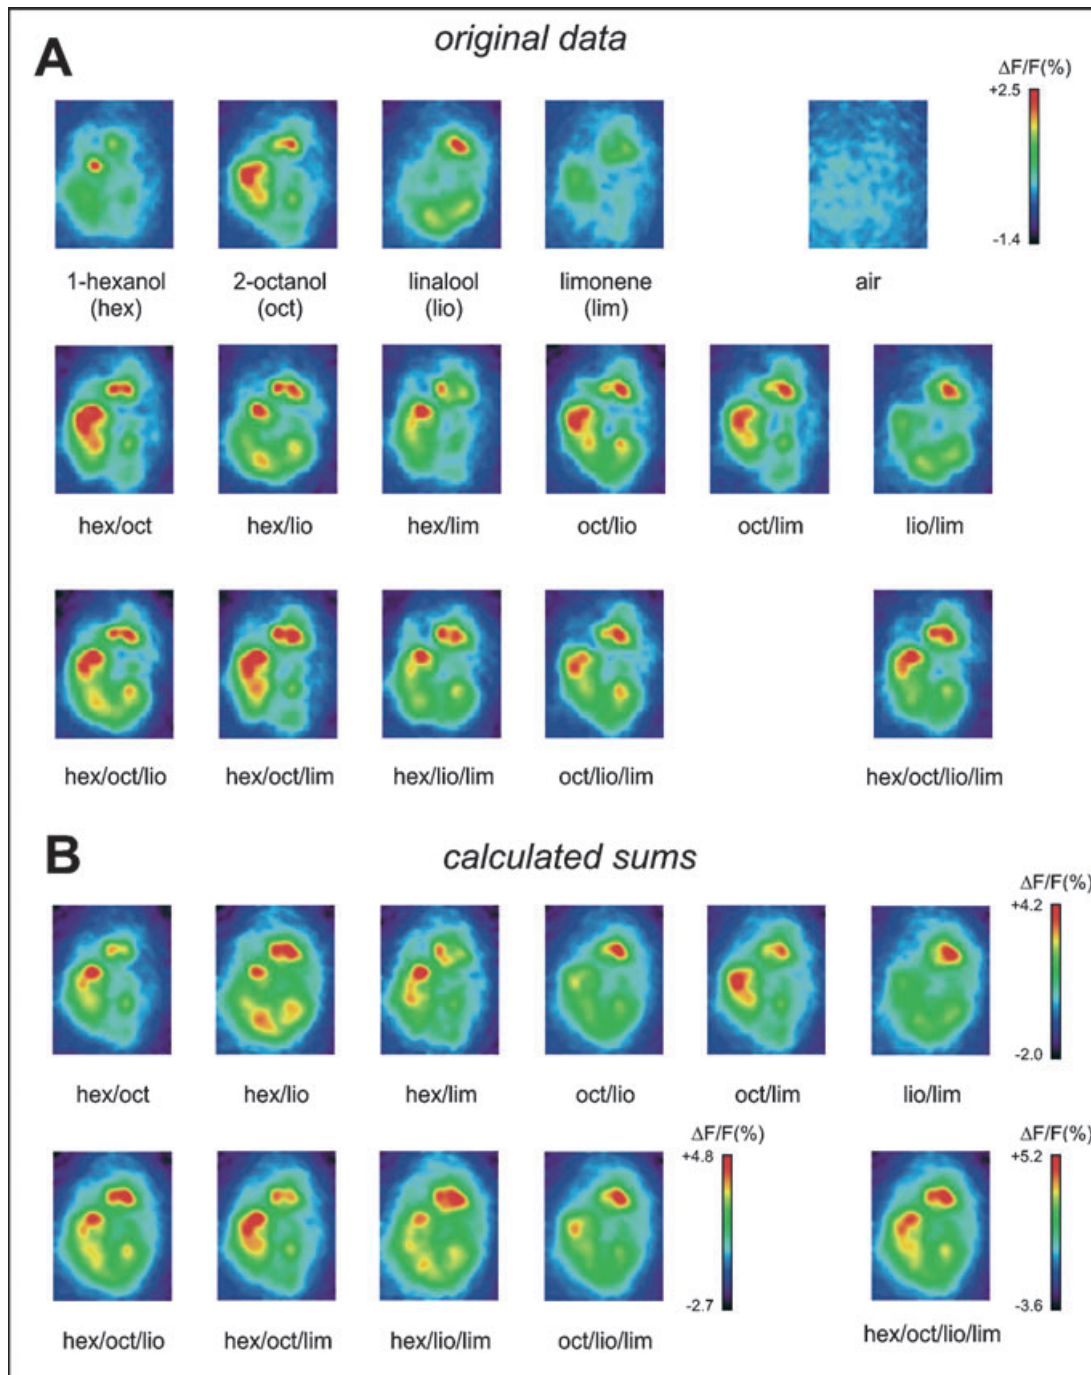 A
original data
ΔF/F(%)
+2.5
-1.4
1-hexanol
(hex)
2-octanol
(oct)
linalool
(lio)
limonene
(lim)
air
hex/oct
hex/lio
hex/lim
oct/lio
oct/lim
lio/lim
hex/oct/lio
hex/oct/lim
hex/lio/lim
oct/lio/lim
hex/oct/lio/lim
B
calculated sums
ΔF/F(%)
+4.2
-2.0
hex/oct
hex/lio
hex/lim
oct/lio
oct/lim
lio/lim
ΔF/F(%)
+4.8
-2.7
ΔF/F(%)
+5.2
-3.6
hex/oct/lio
hex/oct/lim
hex/lio/lim
oct/lio/lim
hex/oct/lio/lim